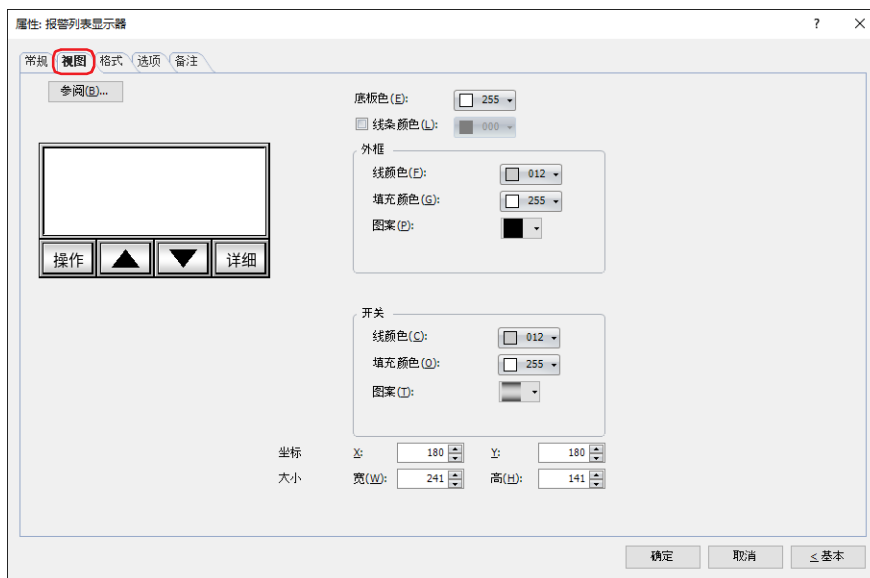 属性: 报警列表显示器 ? ×
常规 视图 格式 选项 备注
参阅(B)...
底板色(E): 255
线条颜色(L): 000
外框
线颜色(F): 012
填充颜色(G): 255
图案(P):
操作 详细
开关
线颜色(C): 012
填充颜色(O): 255
图案(T):
坐标 X: 180 Y: 180
大小 宽(W): 241 高(H): 141
确定 取消 < 基本